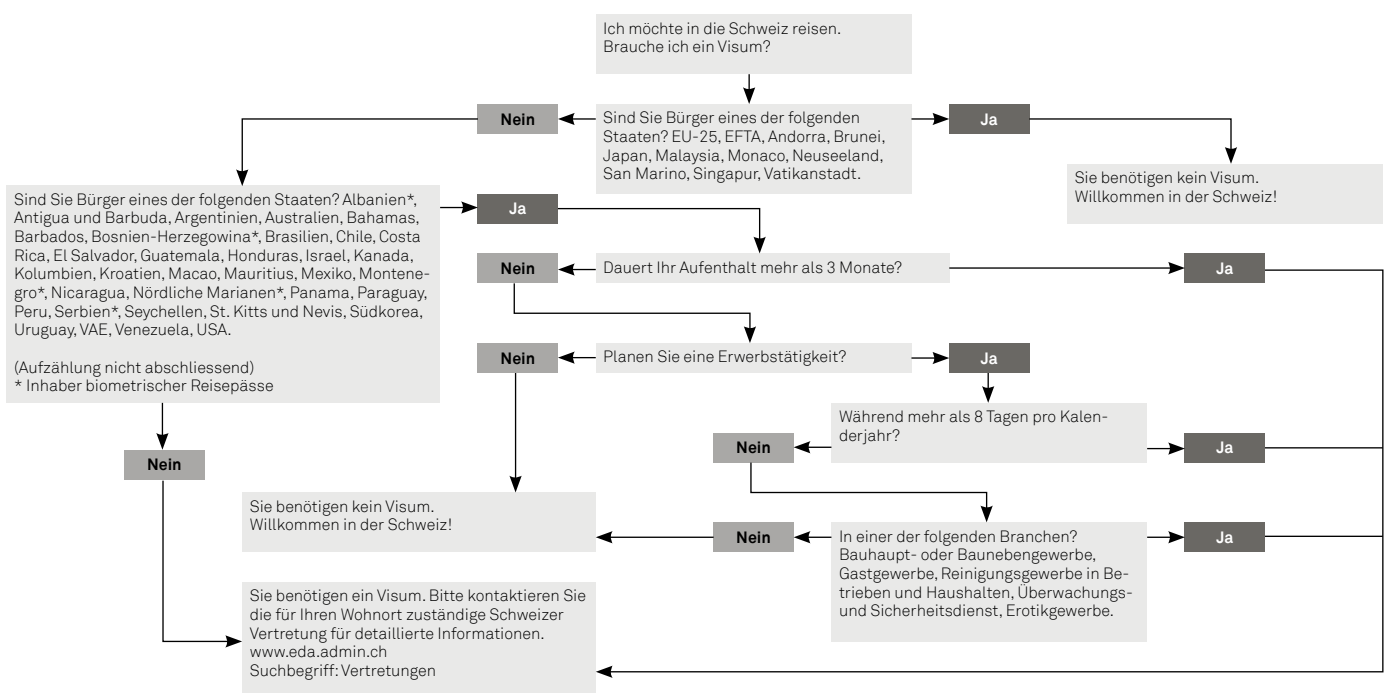 Ich möchte in die Schweiz reisen.
Brauche ich ein Visum?
Nein
Sind Sie Bürger eines der folgenden
Staaten? EU-25, EFTA, Andorra, Brunei,
Japan, Malaysia, Monaco, Neuseeland,
San Marino, Singapur, Vatikanstadt.
Ja
Sie benötigen kein Visum.
Willkommen in der Schweiz!
Sind Sie Bürger eines der folgenden Staaten? Albanien*,
Antigua und Barbuda, Argentinien, Australien, Bahamas,
Barbados, Bosnien-Herzegowina*, Brasilien, Chile, Costa
Rica, El Salvador, Guatemala, Honduras, Israel, Kanada,
Kolumbien, Kroatien, Macao, Mauritius, Mexiko, Montene-
gro*, Nicaragua, Nördliche Marianen*, Panama, Paraguay,
Peru, Serbien*, Seychellen, St. Kitts und Nevis, Südkorea,
Uruguay, VAE, Venezuela, USA.
(Aufzählung nicht abschliessend)
* Inhaber biometrischer Reisepässe
Ja
Nein
Dauert Ihr Aufenthalt mehr als 3 Monate?
Ja
Nein
Planen Sie eine Erwerbstätigkeit?
Ja
Während mehr als 8 Tagen pro Kalen-
derjahr?
Nein
Ja
Nein
Sie benötigen kein Visum.
Willkommen in der Schweiz!
Nein
In einer der folgenden Branchen?
Bauhaupt- oder Baunebengewerbe,
Gastgewerbe, Reinigungsgewerbe in Be-
trieben und Haushalten, Überwachungs-
und Sicherheitsdienst, Erotikgewerbe.
Ja
Sie benötigen ein Visum. Bitte kontaktieren Sie
die für Ihren Wohnort zuständige Schweizer
Vertretung für detaillierte Informationen.
www.eda.admin.ch
Suchbegriff: Vertretungen